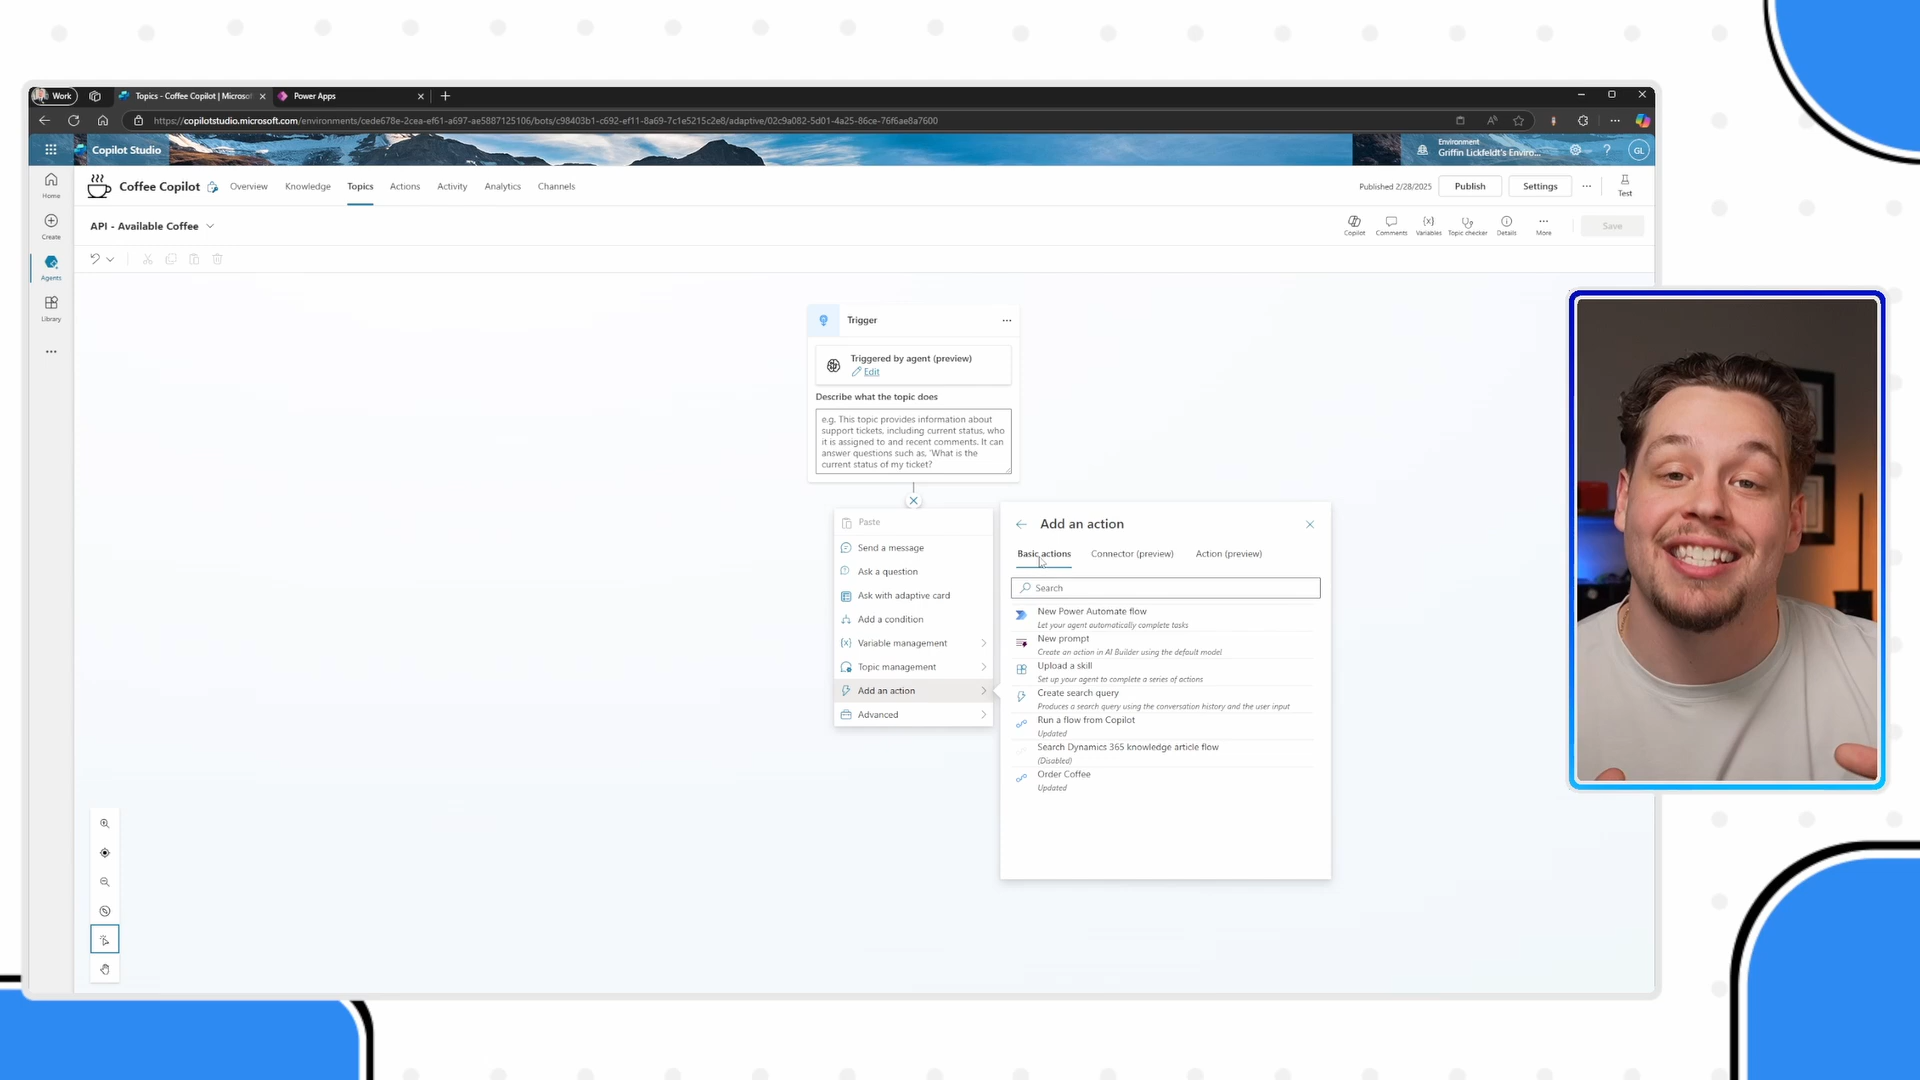 Work
Topics - Coffee Copilot | Microso
Power Apps
https://copilotstudio.microsoft.com/environments/cede678e-2cea-ef61-a697-ae5887125106/bots/c98403b1-c692-ef11-8a69-7c1e5215c2e8/adaptive/02c9a082-5d01-4a25-86ce-76f6ae8a7600
Copilot Studio
Environment
Griffin Lickfeldt's Enviro...
GL
Home
Create
Agents
Library
Coffee Copilot
Overview
Knowledge
Topics
Actions
Activity
Analytics
Channels
Published 2/28/2025
Publish
Settings
Test
API - Available Coffee
Copilot
Comments
Variables
Topic checker
Details
More
Save
Trigger
Triggered by agent (preview)
Edit
Describe what the topic does
e.g. This topic provides information about
support tickets, including current status, who
it is assigned to and recent comments. It can
answer questions such as, 'What is the
current status of my ticket?
Paste
Send a message
Ask a question
Ask with adaptive card
Add a condition
Variable management
Topic management
Add an action
Advanced
Add an action
Basic actions
Connector (preview)
Action (preview)
Search
New Power Automate flow
Let your agent automatically complete tasks
New prompt
Create an action in AI Builder using the default model
Upload a skill
Set up your agent to complete a series of actions
Create search query
Produces a search query using the conversation history and the user input
Run a flow from Copilot
Updated
Search Dynamics 365 knowledge article flow
(Disabled)
Order Coffee
Updated